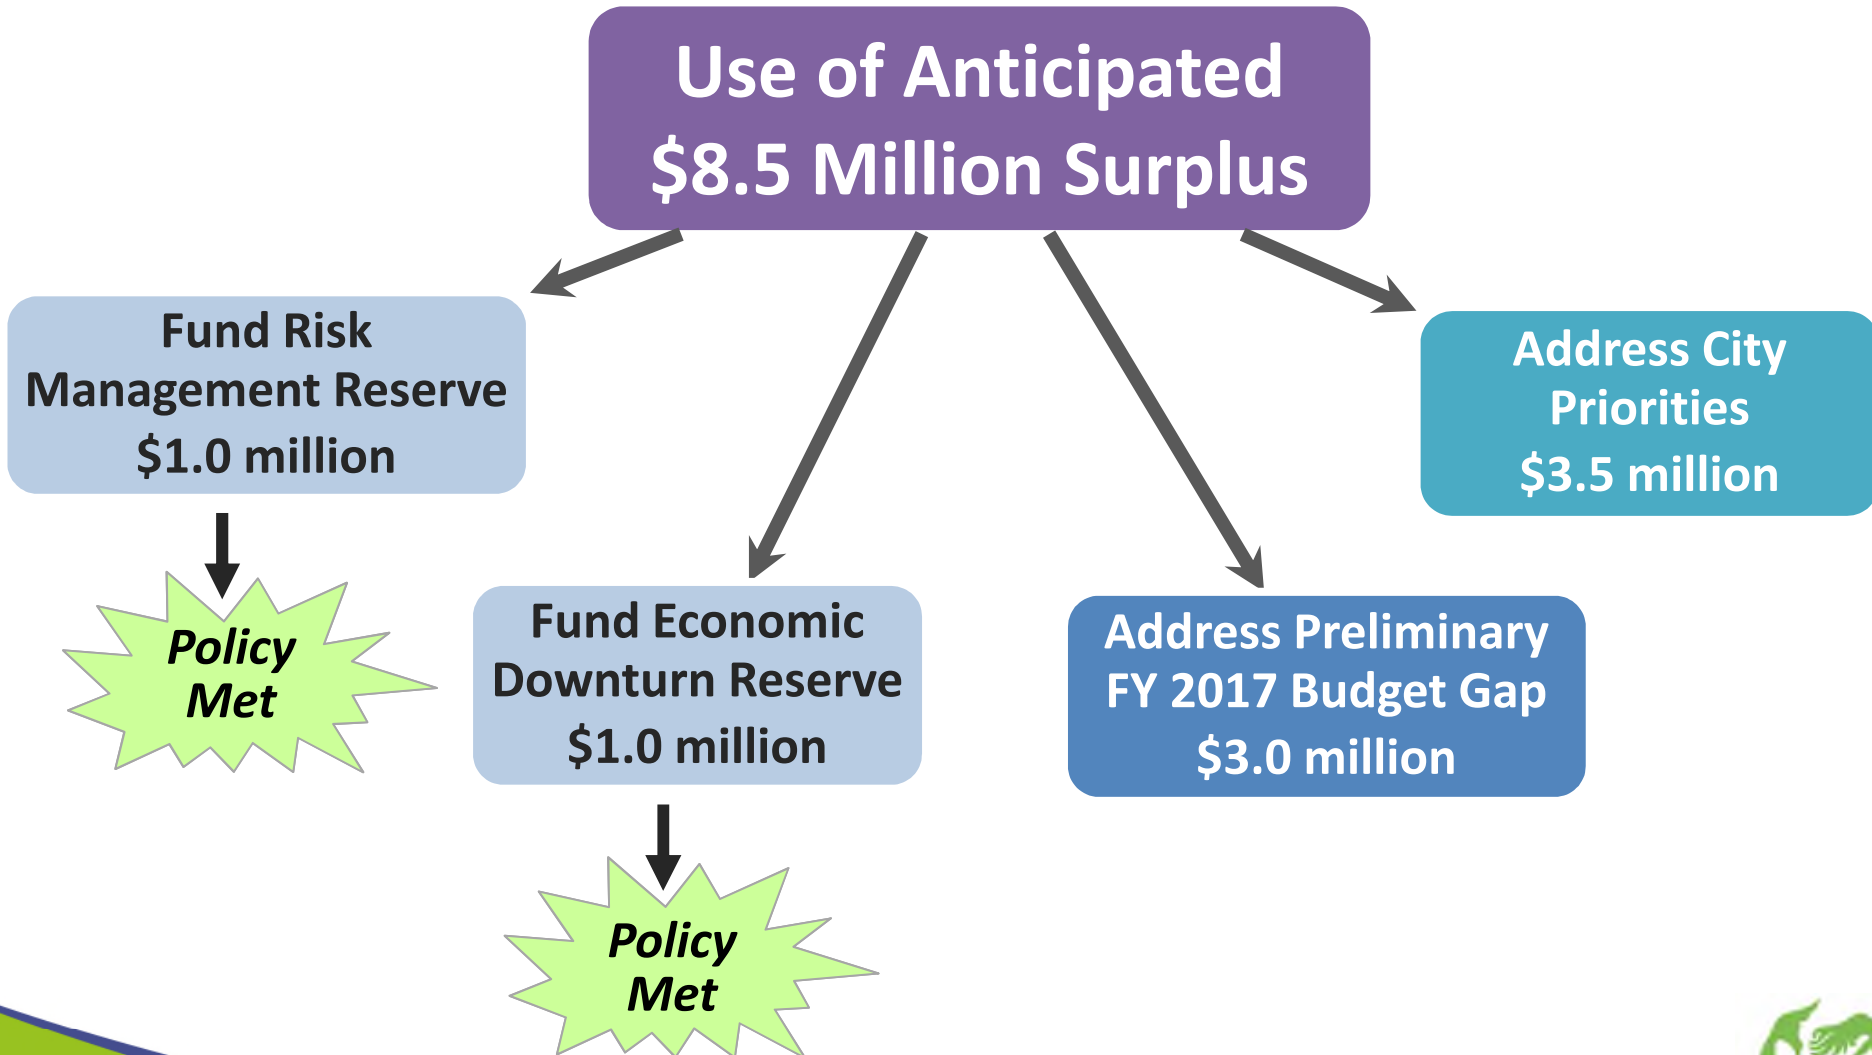 Use of Anticipated
$8.5 Million Surplus
Fund Risk
Management Reserve
$1.0 million
Policy
Met
Fund Economic
Downturn Reserve
$1.0 million
Policy
Met
Address Preliminary
FY 2017 Budget Gap
$3.0 million
Address City
Priorities
$3.5 million